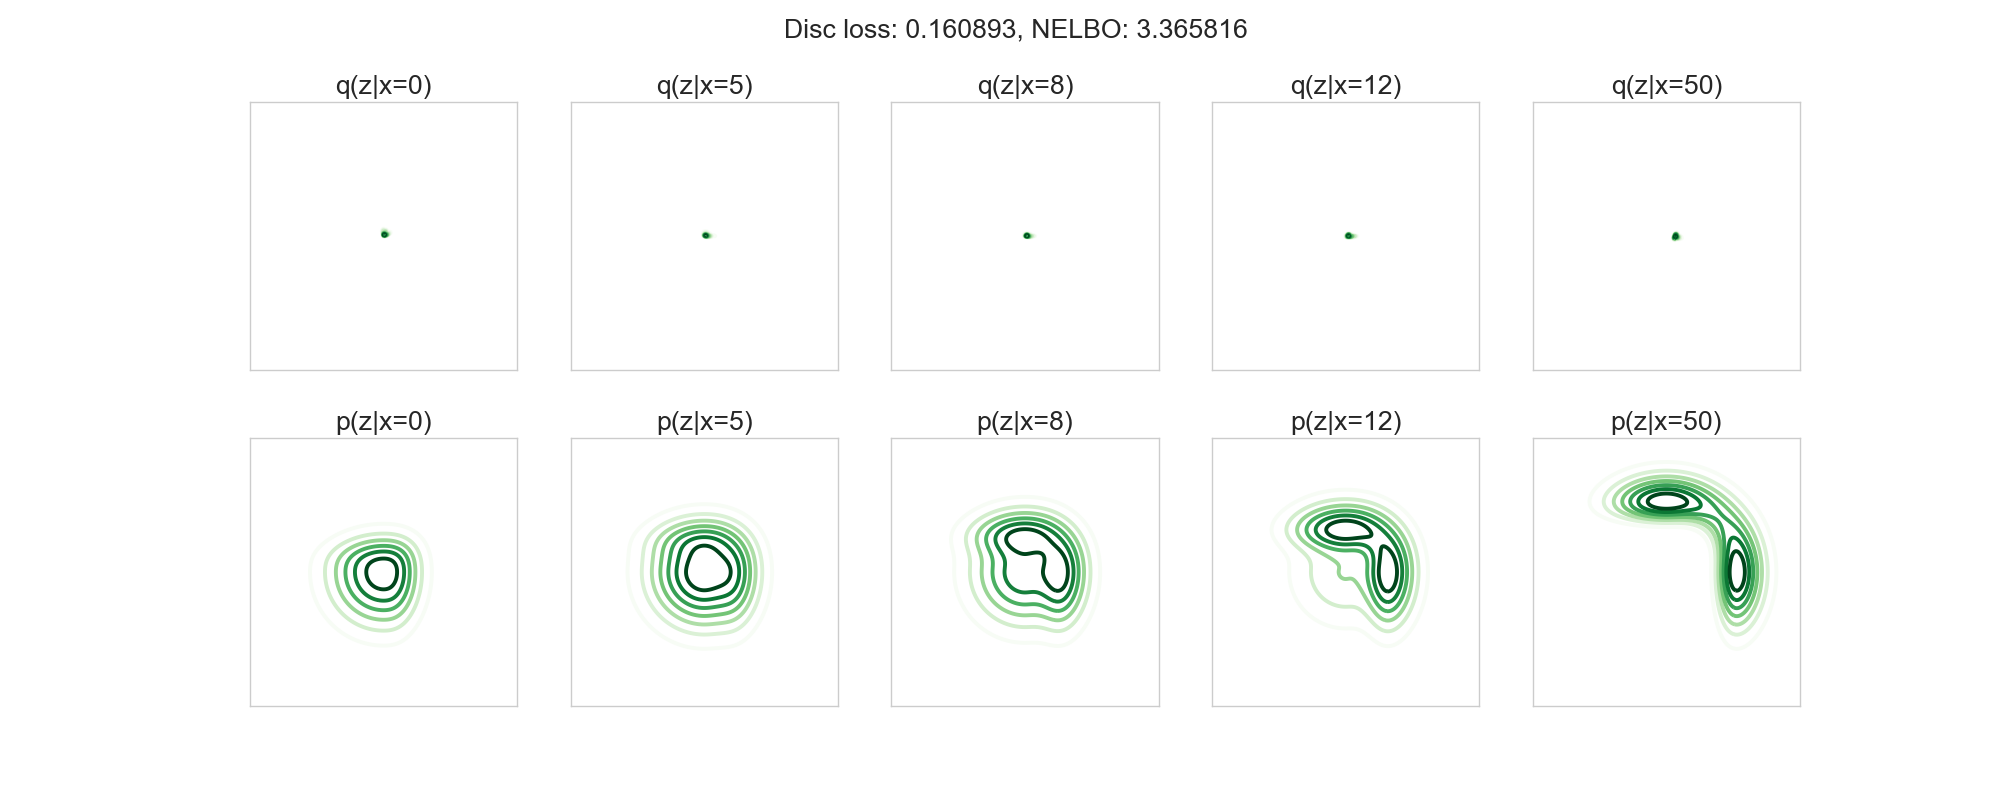 Disc loss: 0.160893, NELBO: 3.365816
q(z|x=0) q(z|x=5) q(z|x=8) q(z|x=12) q(z|x=50)
p(z|x=0) p(z|x=5) p(z|x=8) p(z|x=12) p(z|x=50)